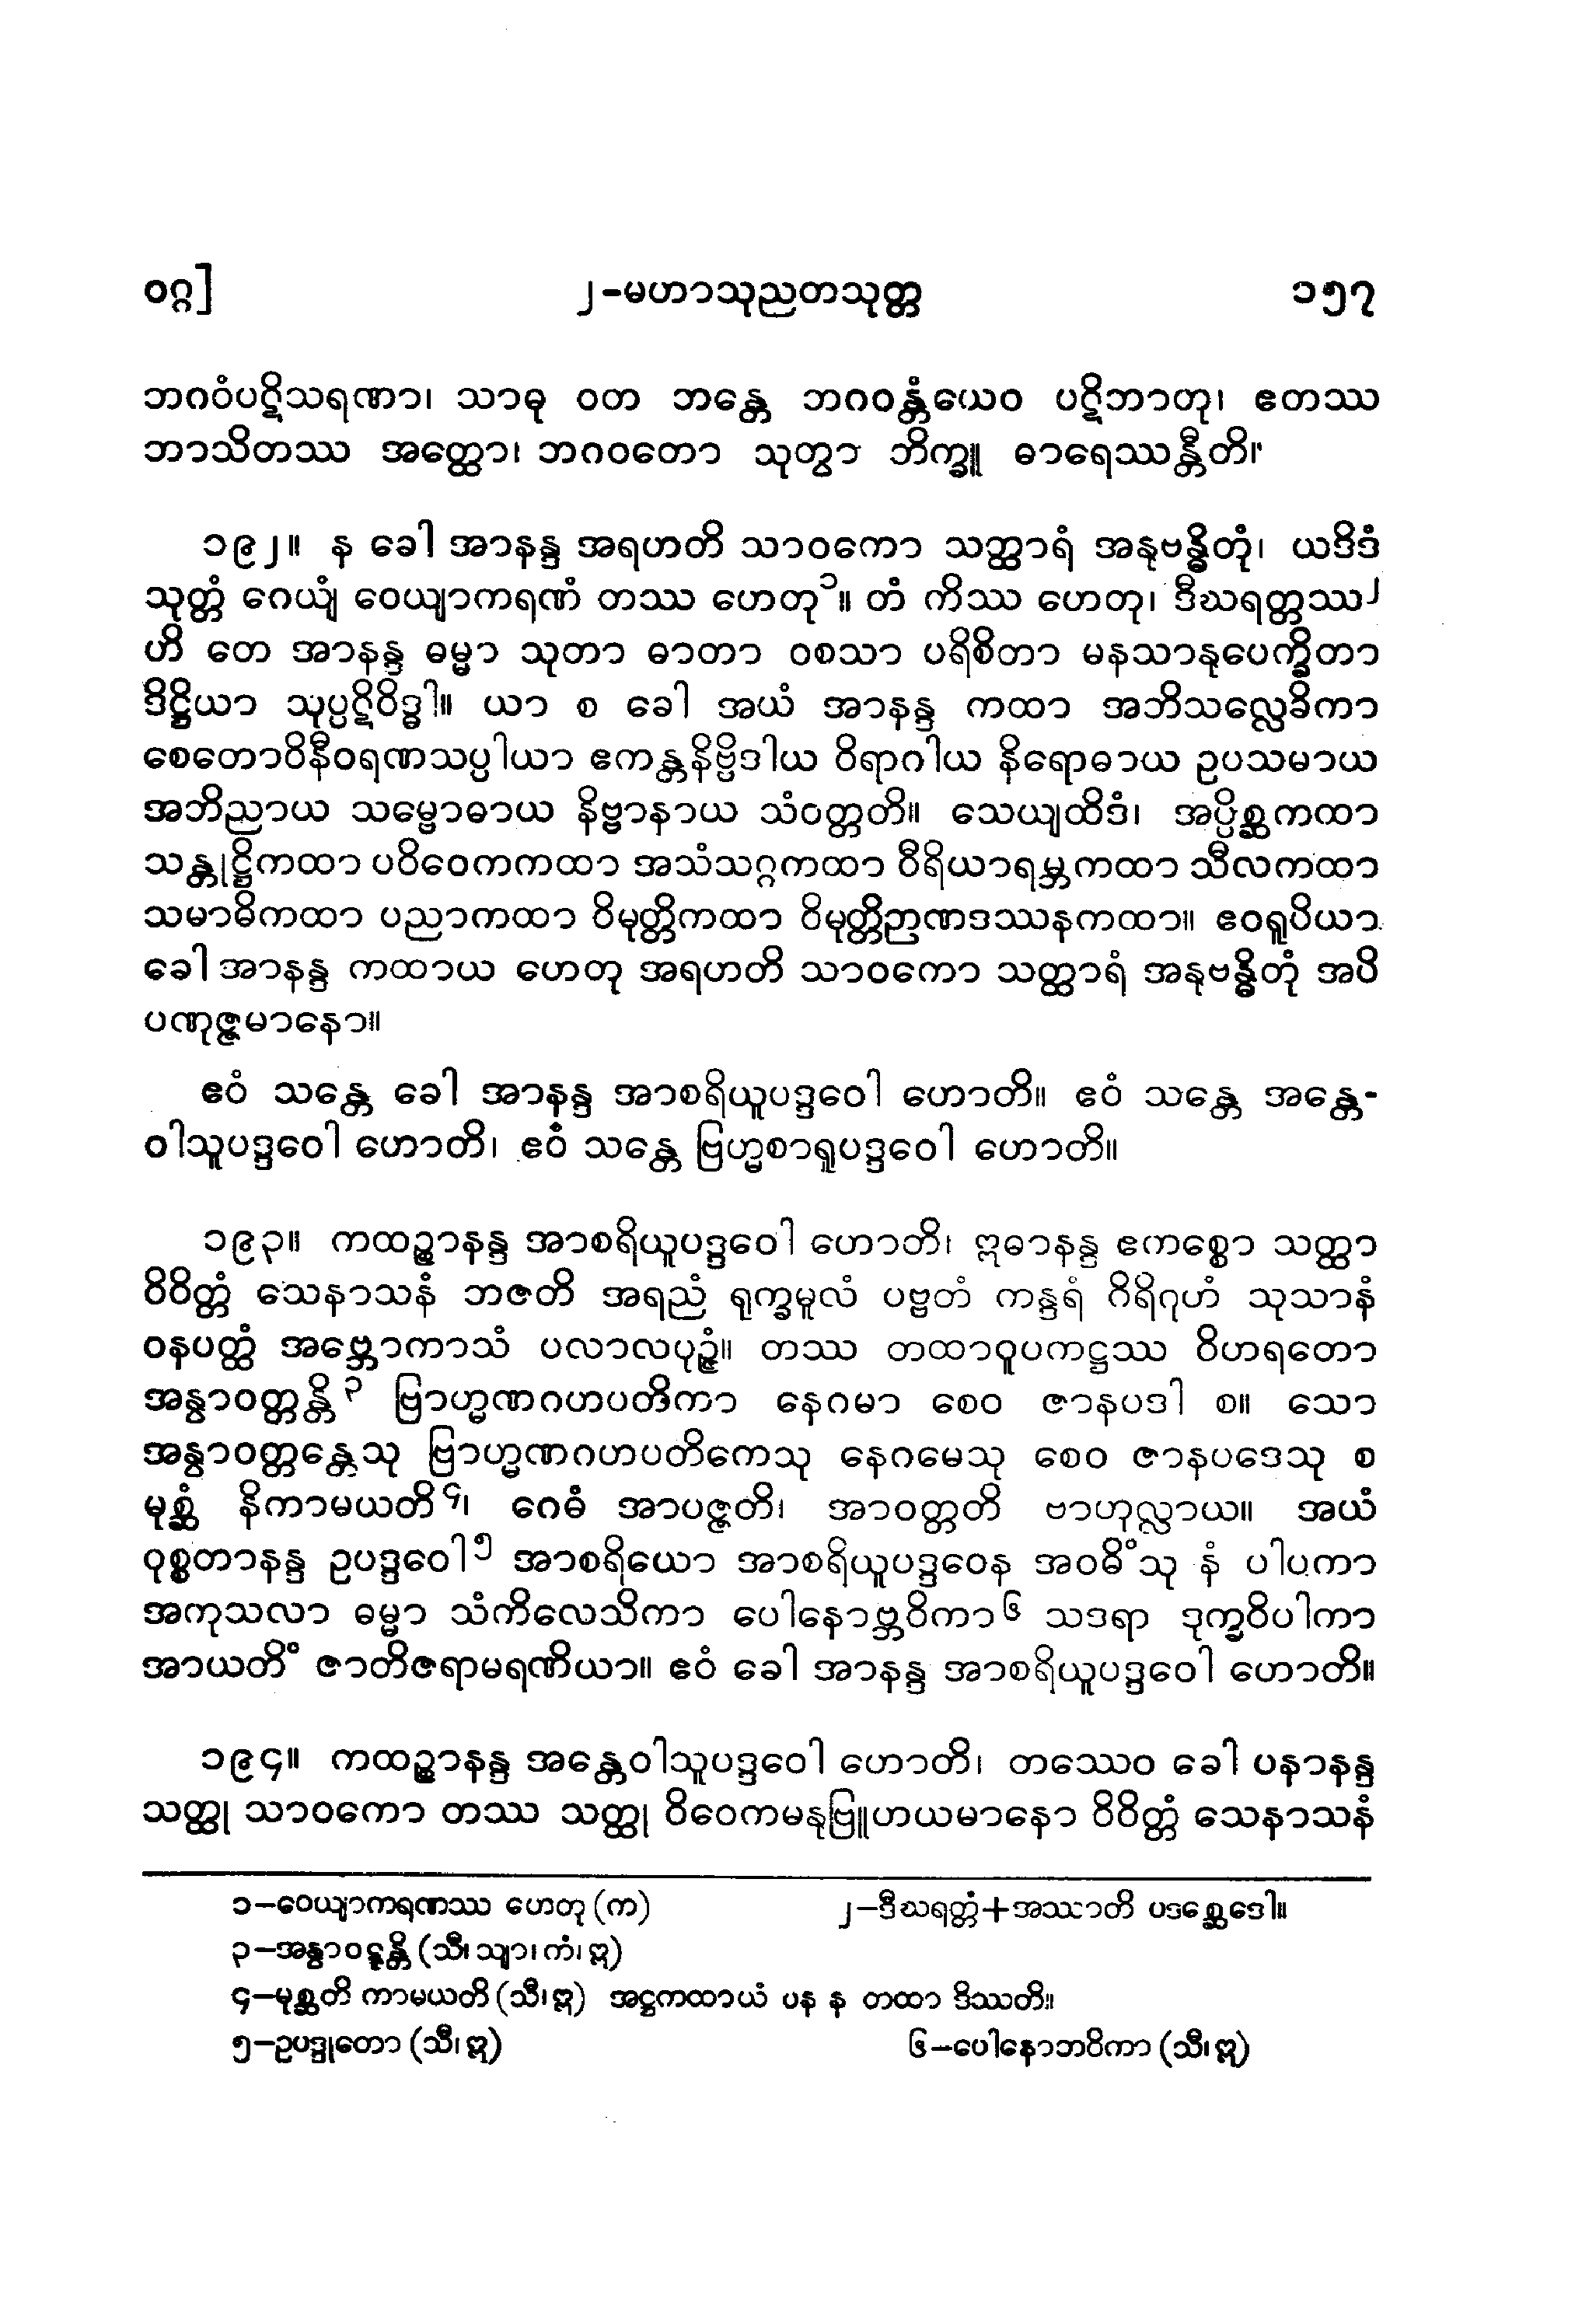 ဝဂ္ဂ] ၂-မဟာသုညတသုတ္တ ၁၅၇
ဘဂဝံပဋိသရဏာ၊ သာဓု ဝတ ဘန္တေ ဘဂဝန္တံယေဝ ပဋိဘာတု၊ ဧတဿ
ဘာသိတဿ အတ္ထော၊ ဘဂဝတော သုတွာ ဘိက္ခူ ဓာရေဿန္တီတိ။
၁၉၂။ န ခေါ အာနန္ဒ အရဟတိ သာဝကော သတ္ထာရံ အနုဗန္ဓိတုံ၊ ယဒိဒံ
သုတ္တံ ဂေယျံ ဝေယျာကရဏံ တဿ ဟေတု၁။ တံ ကိဿ ဟေတု၊ ဒီဃရတ္တဿ၂
ဟိ တေ အာနန္ဒ ဓမ္မာ သုတာ ဓာတာ ဝစသာ ပရိစိတာ မနသာနုပေက္ခိတာ
ဒိဋ္ဌိယာ သုပ္ပဋိဝိဒ္ဓါ။ ယာ စ ခေါ အယံ အာနန္ဒ ကထာ အဘိသလ္လေခိကာ
စေတောဝိနီဝရဏသပ္ပါယာ ဧကန္တနိဗ္ဗိဒါယ ဝိရာဂါယ နိရောဓာယ ဥပသမာယ
အဘိညာယ သမ္ဗောဓာယ နိဗ္ဗာနာယ သံဝတ္တတိ။ သေယျထိဒံ၊ အပ္ပိစ္ဆကထာ
သန္တုဋ္ဌိကထာ ပဝိဝေကကထာ အသံသဂ္ဂကထာ ဝီရိယာရမ္ဘကထာ သီလကထာ
သမာဓိကထာ ပညာကထာ ဝိမုတ္တိကထာ ဝိမုတ္တိဉာဏဒဿနကထာ။ ဧဝရူပိယာ
ခေါ အာနန္ဒ ကထာယ ဟေတု အရဟတိ သာဝကော သတ္ထာရံ အနုဗန္ဓိတုံ အပိ
ပဏုဇ္ဇမာနော။
ဧဝံ သန္တေ ခေါ အာနန္ဒ အာစရိယူပဒ္ဒဝေါ ဟောတိ။ ဧဝံ သန္တေ အန္တေ-
ဝါသူပဒ္ဒဝေါ ဟောတိ၊ ဧဝံ သန္တေ ဗြဟ္မစာရူပဒ္ဒဝေါ ဟောတိ။
၁၉၃။ ကထဉ္စာနန္ဒ အာစရိယူပဒ္ဒဝေါ ဟောတိ၊ ဣဓာနန္ဒ ဧကစ္စော သတ္ထာ
ဝိဝိတ္တံ သေနာသနံ ဘဇတိ အရညံ ရုက္ခမူလံ ပဗ္ဗတံ ကန္ဒရံ ဂိရိဂုဟံ သုသာနံ
ဝနပတ္ထံ အဗ္ဘောကာသံ ပလာလပုဉ္ဇံ။ တဿ တထာဝူပကဋ္ဌဿ ဝိဟရတော
အန္វာဝတ္တန္တိ၃ ဗြာဟ္မဏဂဟပတိကာ နေဂမာ စေဝ ဇာနပဒါ စ။ သော
အန္វာဝတ္တန္တေသု ဗြာဟ္မဏဂဟပတိကေသု နေဂမေသု စေဝ ဇာနပဒေသု စ
မုစ္ဆံ နိကာမယတိ၄၊ ဂေဓံ အာပဇ္ဇတိ၊ အာဝတ္တတိ ဗာဟုလ္လာယ။ အယံ
ဝုစ္စတာနန္ဒ ဥပဒ္ဒဝေါ၅ အာစရိယော အာစရိယူပဒ္ဒဝေန အဝဓိံသု နံ ပါပကာ
အကုသလာ ဓမ္မာ သံကိလေသိကာ ပေါနောဗ္ဘဝိကာ၆ သဒရာ ဒုက္ခဝိပါကာ
အာယတိံ ဇာတိဇရာမရဏိယာ။ ဧဝံ ခေါ အာနန္ဒ အာစရိယူပဒ္ဒဝေါ ဟောတိ။
၁၉၄။ ကထဉ္စာနန္ဒ အန္တေဝါသူပဒ္ဒဝေါ ဟောတိ၊ တဿေဝ ခေါ ပနာနန္ဒ
သတ္ထု သာဝကော တဿ သတ္ထု ဝိဝေကမနုဗြူဟယမာနော ဝိဝိတ္တံ သေနာသနံ
၁-ဝေယျာကရဏဿ ဟေတု (က) ၂-ဒီဃရတ္တံ+အဿာတိ ပဒစ္ဆေဒေါ။
၃-အန္វာဝဋ္ဋန္တိ (သီ၊ သျာ၊ ကံ၊ ဣ)
၄-မုစ္ဆတိ ကာမယတိ (သီ၊ ဣ) အဋ္ဌကထာယံ ပန န တထာ ဒိဿတိ။
၅-ဥပဒ္ဒုတော (သီ၊ ဣ) ၆-ပေါနောဘဝိကာ (သီ၊ ဣ)